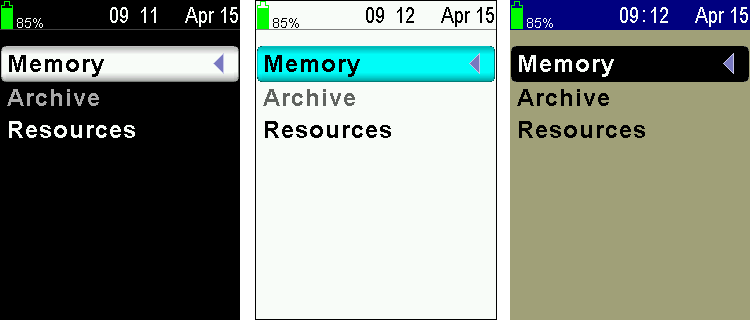 85% 09 11 Apr 15
Memory
Archive
Resources
85% 09 12 Apr 15
Memory
Archive
Resources
85% 09:12 Apr 15
Memory
Archive
Resources